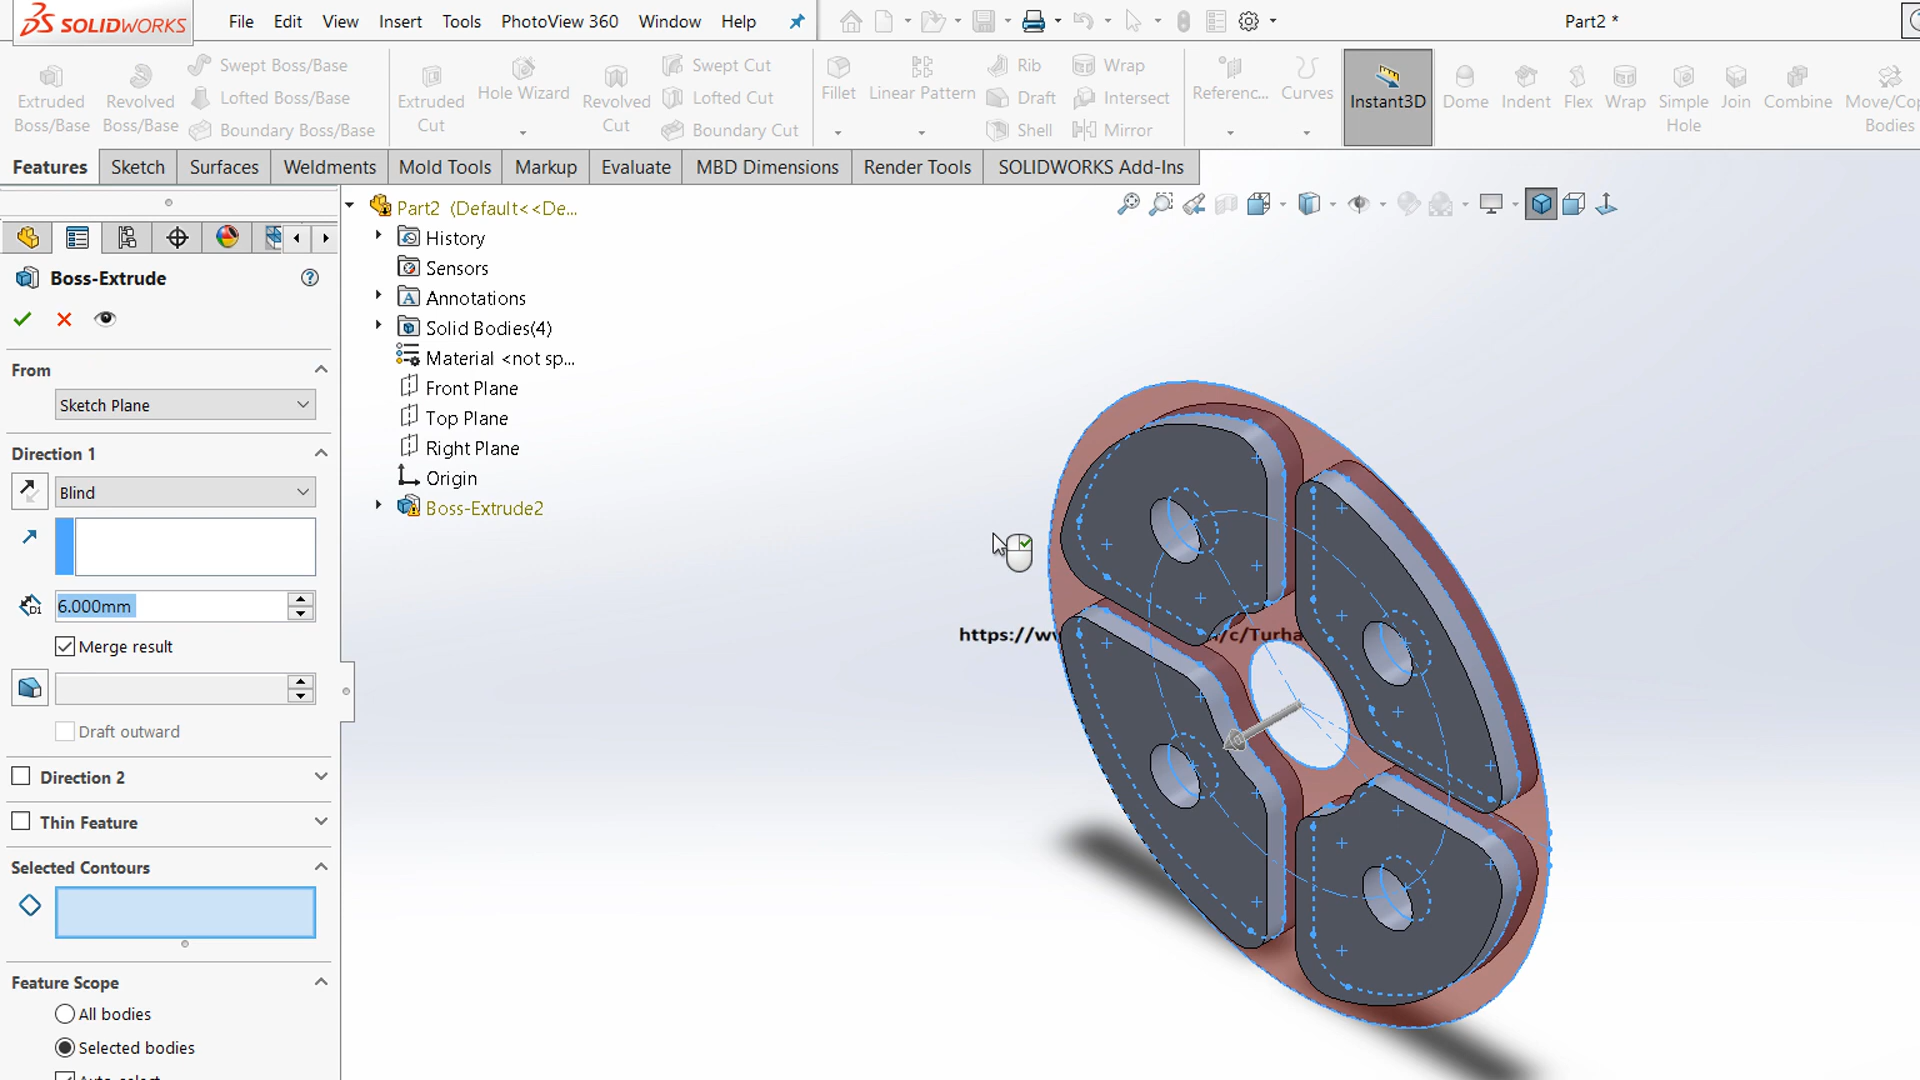 SOLIDWORKS
File Edit View Insert Tools PhotoView 360 Window Help
Part2 *
Extruded Boss/Base
Revolved Boss/Base
Swept Boss/Base
Lofted Boss/Base
Boundary Boss/Base
Extruded Cut
Hole Wizard
Revolved Cut
Swept Cut
Lofted Cut
Boundary Cut
Fillet
Linear Pattern
Rib
Draft
Shell
Wrap
Intersect
Mirror
Referenc...
Curves
Instant3D
Dome
Indent
Flex
Wrap
Simple Hole
Join
Combine
Move/Cop
Bodies
Features Sketch Surfaces Weldments Mold Tools Markup Evaluate MBD Dimensions Render Tools SOLIDWORKS Add-Ins
Boss-Extrude
From
Sketch Plane
Direction 1
Blind
D1
6.000mm
Merge result
Draft outward
Direction 2
Thin Feature
Selected Contours
Feature Scope
All bodies
Selected bodies
Auto-select
Part2 (Default<<De...
History
Sensors
Annotations
Solid Bodies(4)
Material <not sp...
Front Plane
Top Plane
Right Plane
Origin
Boss-Extrude2
https://w /c/Turha